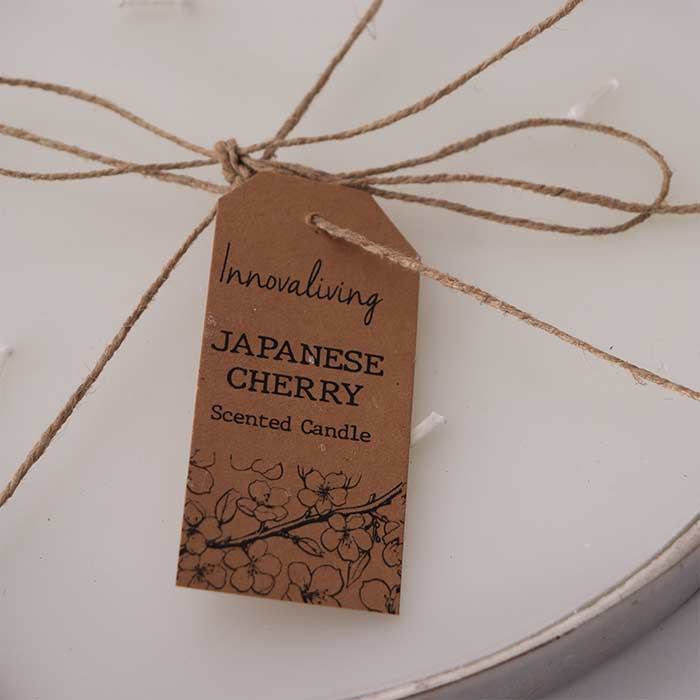 Innovaliving
JAPANESE
CHERRY
Scented Candle